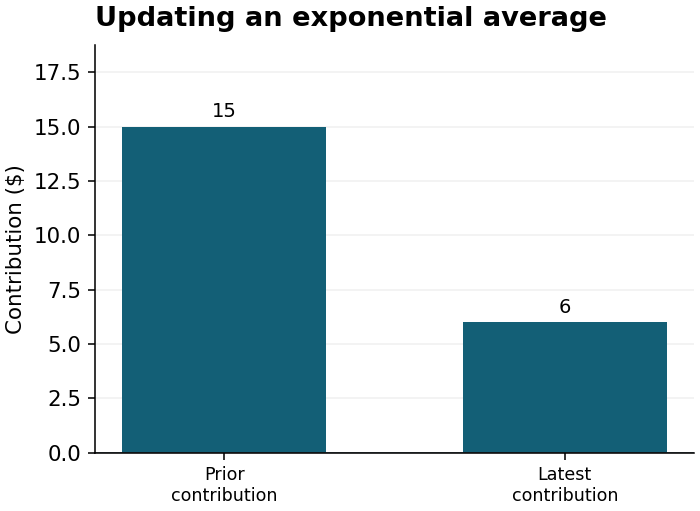 Updating an exponential average
Contribution ($)
17.5
15.0
12.5
10.0
7.5
5.0
2.5
0.0
15
6
Prior
contribution
Latest
contribution